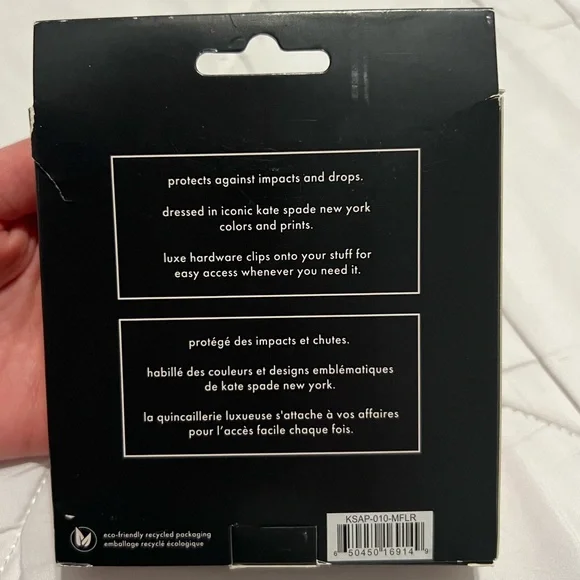 protects against impacts and drops.
dressed in iconic kate spade new york
colors and prints.
luxe hardware clips onto your stuff for
easy access whenever you need it.
protégé des impacts et chutes.
habillé des couleurs et designs emblématiques
de kate spade new york.
la quincaillerie luxueuse s'attache à vos affaires
pour l'accès facile chaque fois.
eco-friendly recycled packaging
emballage recyclé écologique
KSAP-010-MFLR
6 50450 16914 9